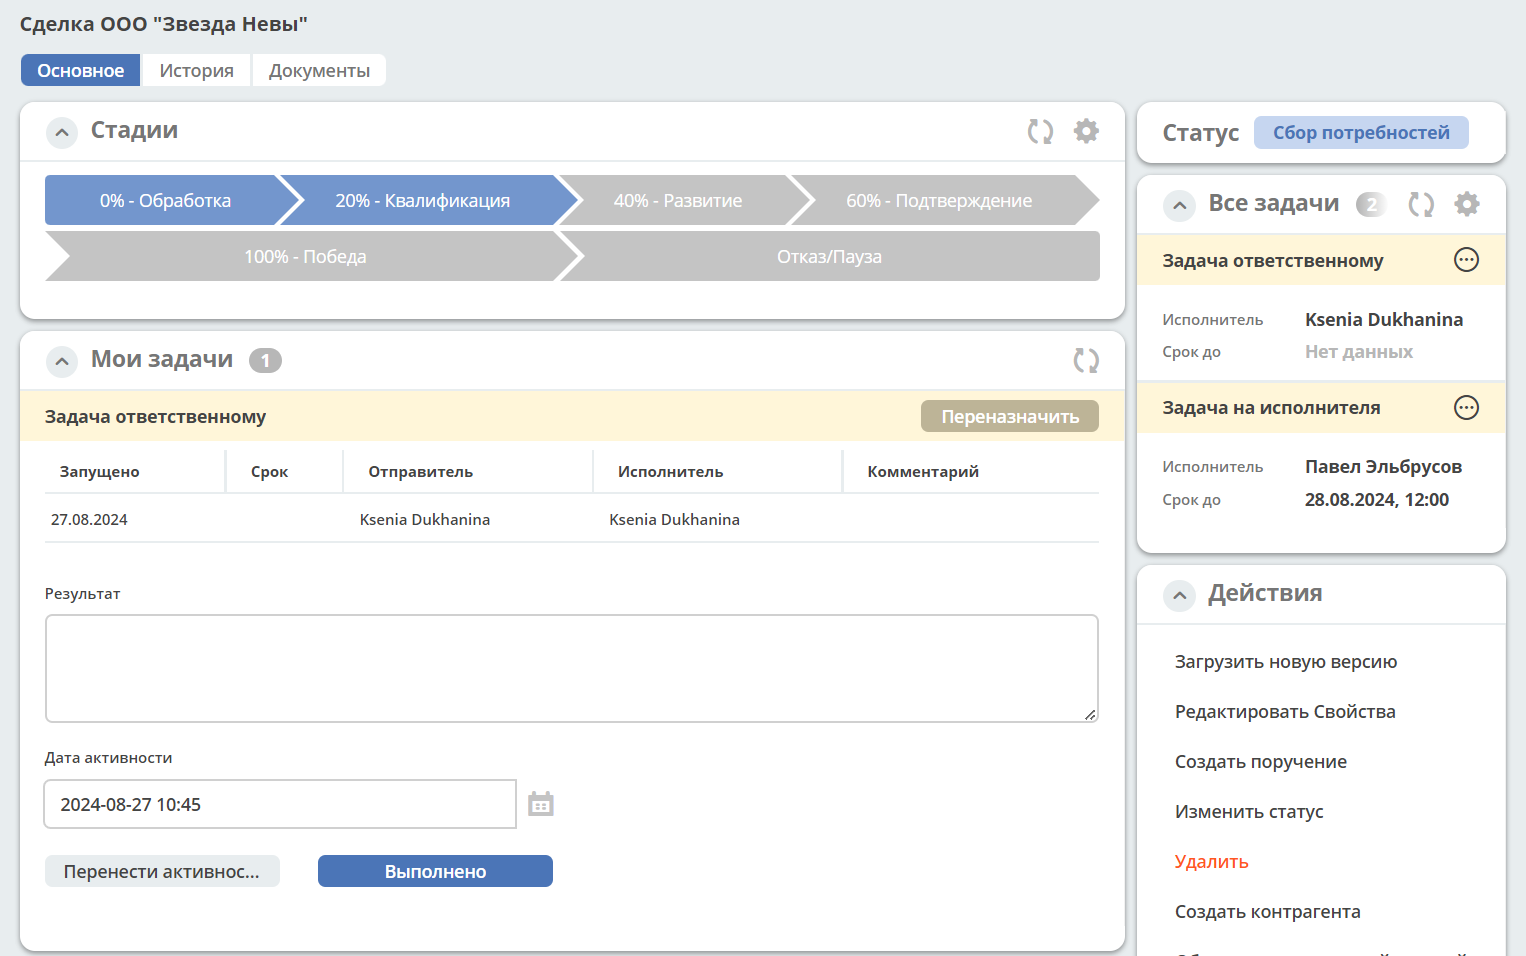 Сделка ООО "Звезда Невы"
Основное
История
Документы
Стадии
0% - Обработка
20% - Квалификация
40% - Развитие
60% - Подтверждение
100% - Победа
Отказ/Пауза
Мои задачи 1
Задача ответственному
Переназначить
Запущено Срок Отправитель Исполнитель Комментарий
27.08.2024 Ksenia Dukhanina Ksenia Dukhanina
Результат
Дата активности
2024-08-27 10:45
Перенести активнос...
Выполнено
Статус
Сбор потребностей
Все задачи 2
Задача ответственному
Исполнитель Ksenia Dukhanina
Срок до Нет данных
Задача на исполнителя
Исполнитель Павел Эльбрусов
Срок до 28.08.2024, 12:00
Действия
Загрузить новую версию
Редактировать Свойства
Создать поручение
Изменить статус
Удалить
Создать контрагента